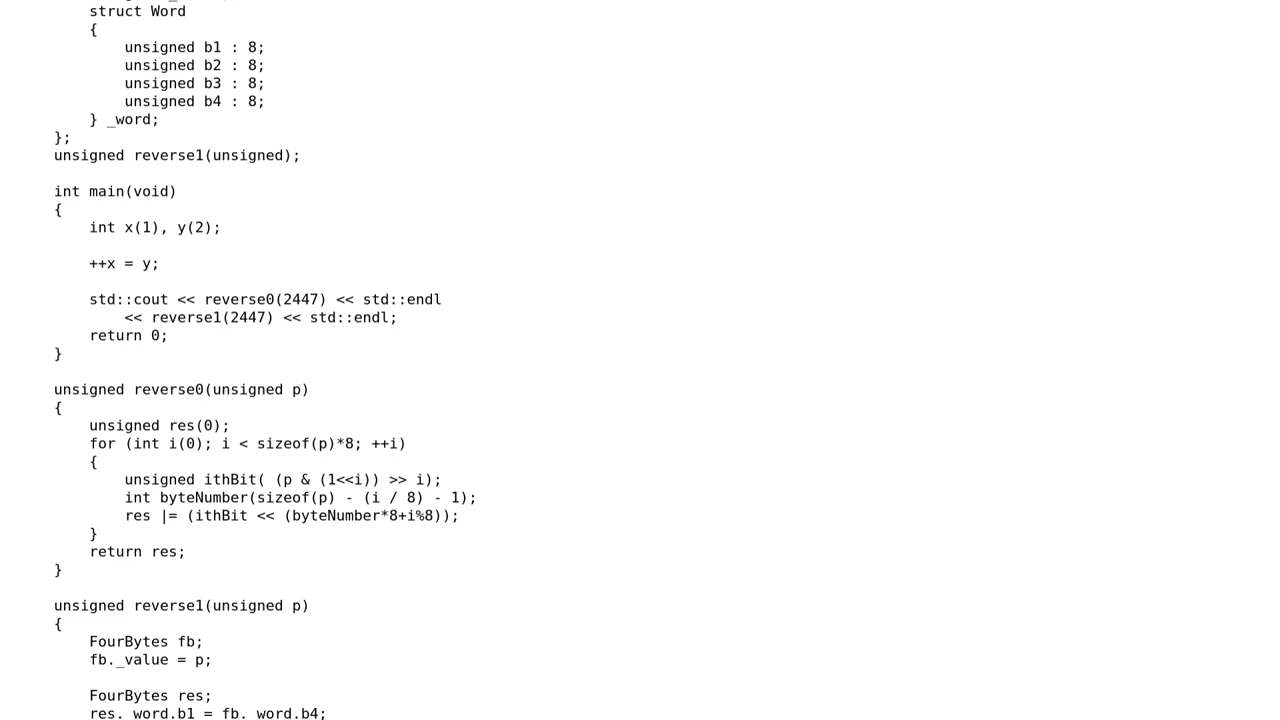 struct Word
    {
        unsigned b1 : 8;
        unsigned b2 : 8;
        unsigned b3 : 8;
        unsigned b4 : 8;
    } _word;
};
unsigned reverse1(unsigned);

int main(void)
{
    int x(1), y(2);

    ++x = y;

    std::cout << reverse0(2447) << std::endl
        << reverse1(2447) << std::endl;
    return 0;
}

unsigned reverse0(unsigned p)
{
    unsigned res(0);
    for (int i(0); i < sizeof(p)*8; ++i)
    {
        unsigned ithBit( (p & (1<<i)) >> i);
        int byteNumber(sizeof(p) - (i / 8) - 1);
        res |= (ithBit << (byteNumber*8+i%8));
    }
    return res;
}

unsigned reverse1(unsigned p)
{
    FourBytes fb;
    fb._value = p;

    FourBytes res;
    res._word.b1 = fb._word.b4;